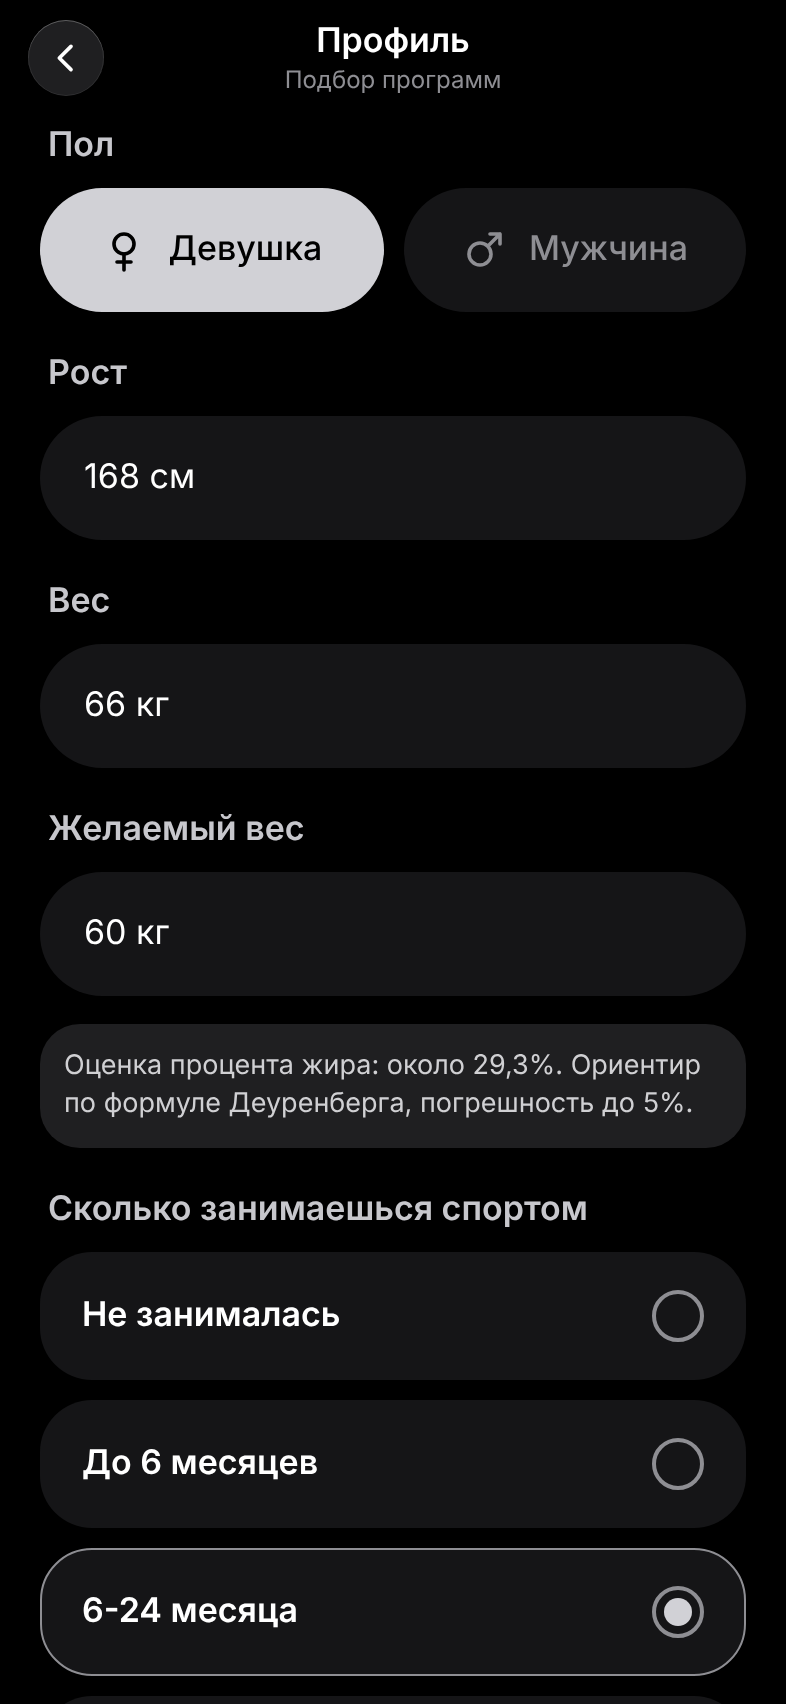 Профиль
Подбор программ
Пол
Девушка
Мужчина
Рост
168 см
Вес
66 кг
Желаемый вес
60 кг
Оценка процента жира: около 29,3%. Ориентир
по формуле Деуренберга, погрешность до 5%.
Сколько занимаешься спортом
Не занималась
До 6 месяцев
6-24 месяца